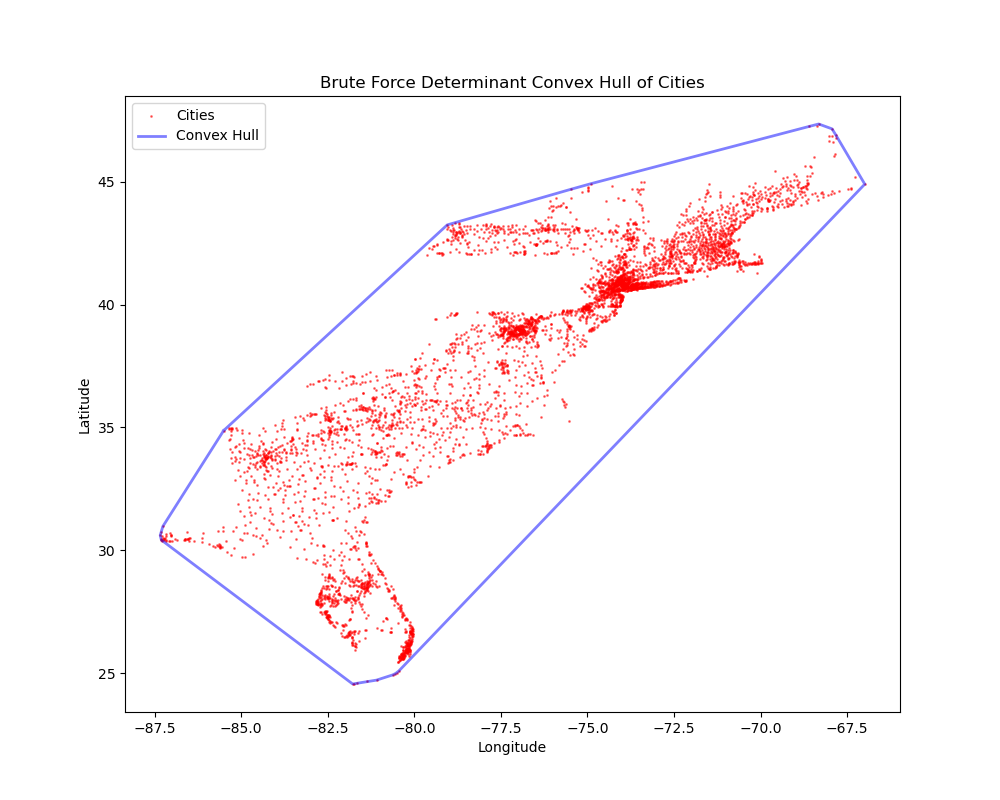 Brute Force Determinant Convex Hull of Cities
Cities
Convex Hull
45
40
35
30
25
Latitude
−87.5 −85.0 −82.5 −80.0 −77.5 −75.0 −72.5 −70.0 −67.5
Longitude